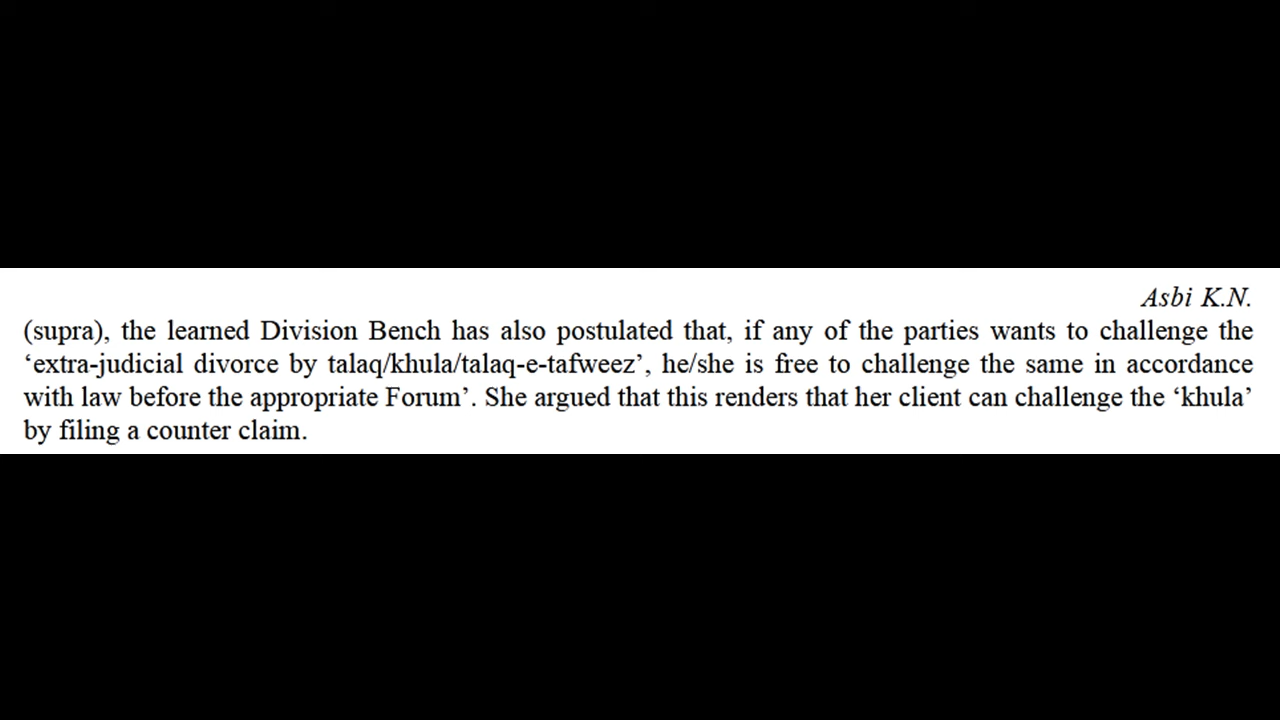 Asbi K.N.
(supra), the learned Division Bench has also postulated that, if any of the parties wants to challenge the
‘extra-judicial divorce by talaq/khula/talaq-e-tafweez’, he/she is free to challenge the same in accordance
with law before the appropriate Forum’. She argued that this renders that her client can challenge the ‘khula’
by filing a counter claim.